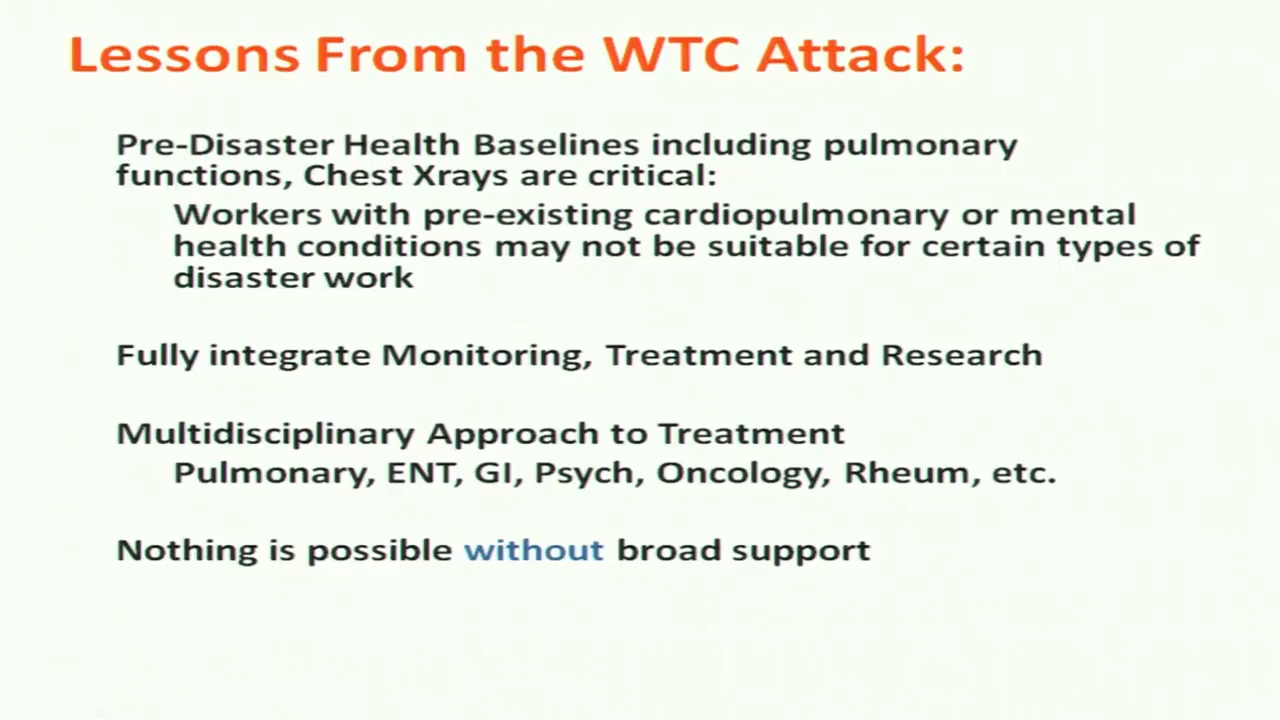 Lessons From the WTC Attack:
Pre-Disaster Health Baselines including pulmonary
functions, Chest Xrays are critical:
Workers with pre-existing cardiopulmonary or mental
health conditions may not be suitable for certain types of
disaster work
Fully integrate Monitoring, Treatment and Research
Multidisciplinary Approach to Treatment
Pulmonary, ENT, GI, Psych, Oncology, Rheum, etc.
Nothing is possible without broad support